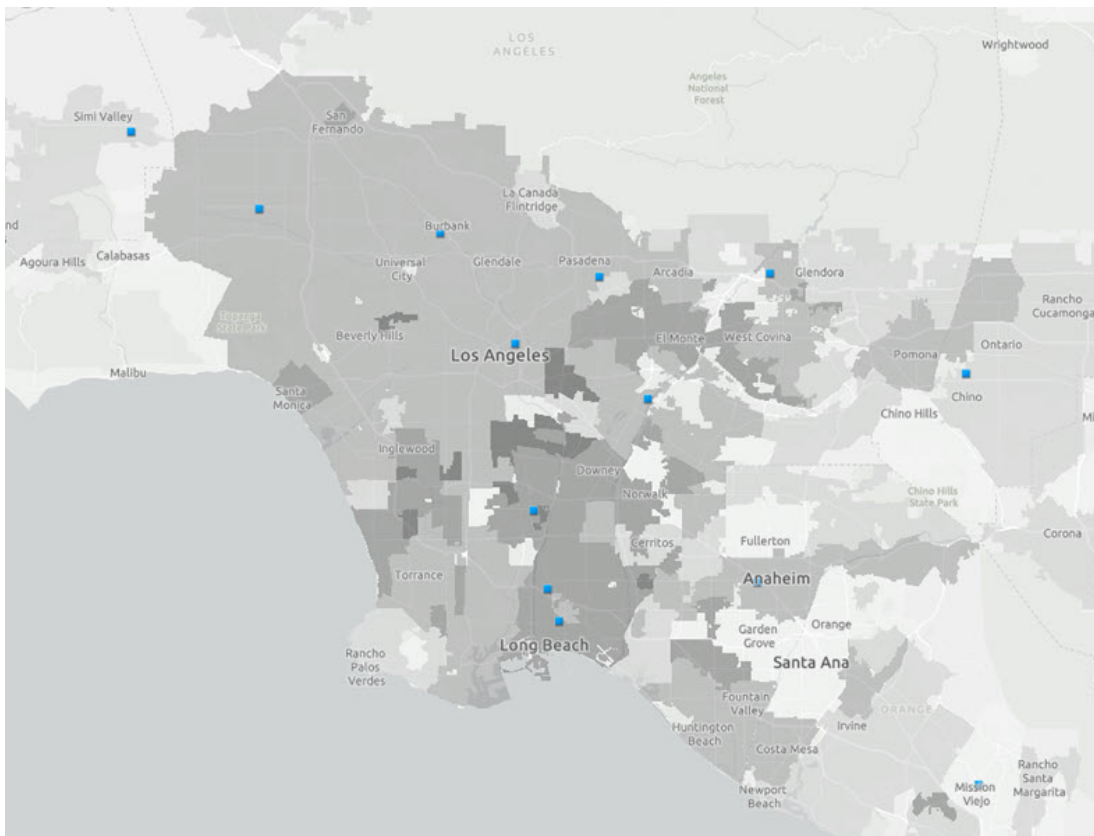 LOS
ANGELES
Wrightwood
Angeles
National
Forest
Simi Valley
San
Fernando
La Canada
Flintridge
nd
Burbank
Agoura Hills
Calabasas
Universal
City
Glendale
Pasadena
Arcadia
Glendora
Rancho
Cucamonga
Topanga
State Park
Beverly Hills
Los Angeles
El Monte
West Covina
Pomona
Ontario
Malibu
Santa
Monica
Chino
Chino Hills
Mi
Inglewood
Downey
Norwalk
Chino Hills
State Park
Cerritos
Fullerton
Corona
Torrance
Anaheim
Garden
Grove
Orange
Long Beach
Rancho
Palos
Verdes
Santa Ana
Fountain
Valley
ORANGE
Huntington
Beach
Irvine
Costa Mesa
Newport
Beach
Mission
Viejo
Rancho
Santa
Margarita